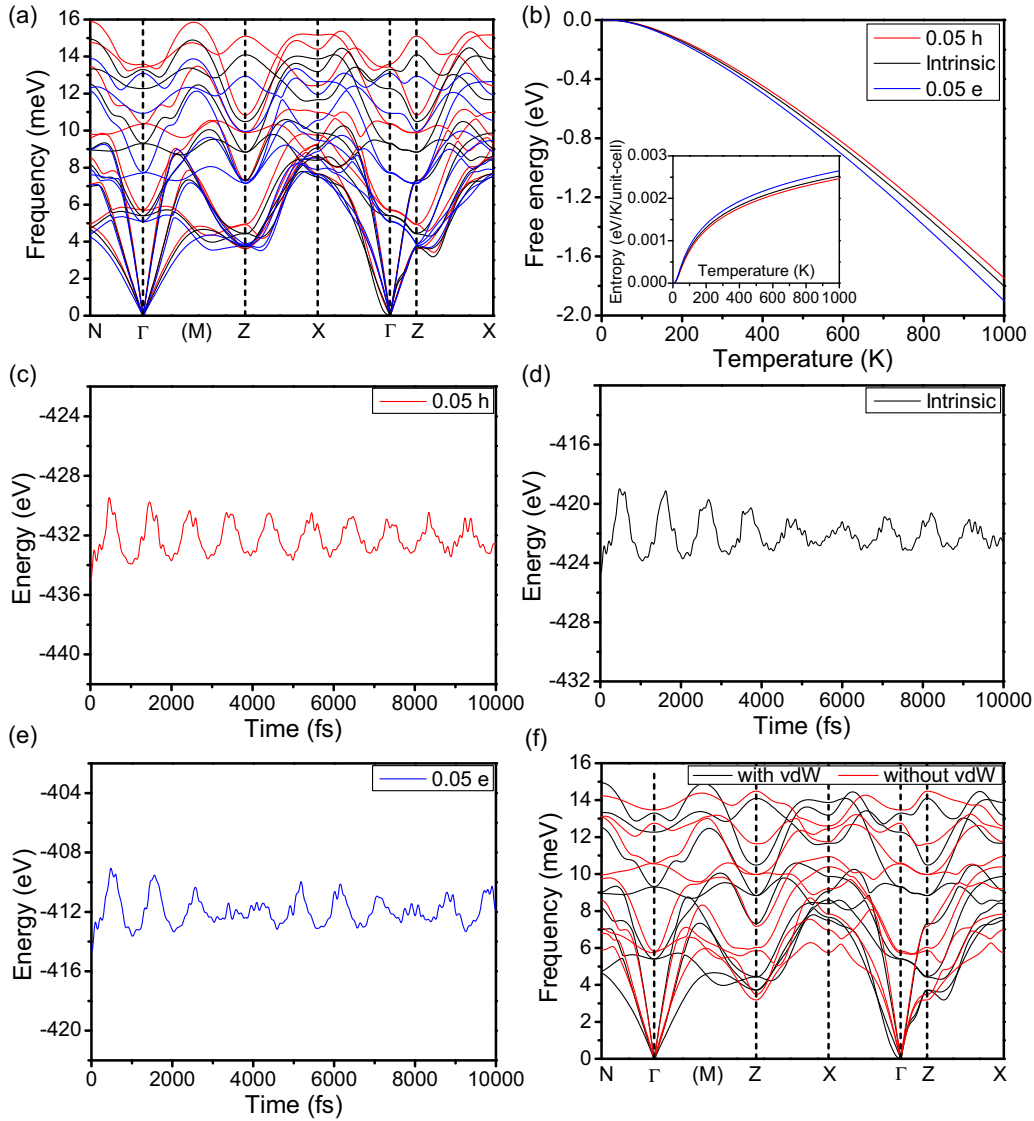 (a)
Frequency (meV)
16
14
12
10
8
6
4
2
0
N Γ (M) Z X Γ Z X
(b)
Free energy (eV)
0.0
-0.4
-0.8
-1.2
-1.6
-2.0
0.05 h
Intrinsic
0.05 e
Entropy (eV/K/unit-cell)
0.003
0.002
0.001
0.000
Temperature (K)
200 400 600 800 1000
0 200 400 600 800 1000
Temperature (K)
(c)
Energy (eV)
-424
-429
-432
-436
-440
0.05 h
0 2000 4000 6000 8000 10000
Time (fs)
(d)
Energy (eV)
-416
-420
-424
-428
-432
Intrinsic
0 2000 4000 6000 8000 10000
Time (fs)
(e)
Energy (eV)
-404
-408
-412
-416
-420
0.05 e
0 2000 4000 6000 8000 10000
Time (fs)
(f)
Frequency (meV)
16
14
12
10
8
6
4
2
0
with vdW without vdW
N Γ (M) Z X Γ Z X